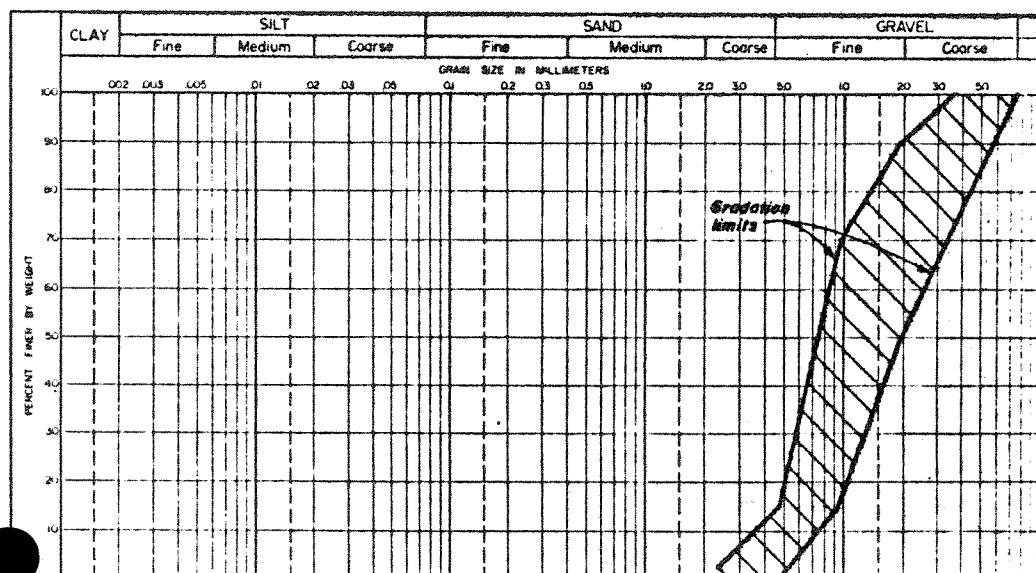 CLAY SILT SAND GRAVEL
Fine Medium Coarse Fine Medium Coarse Fine Coarse
GRAIN SIZE IN MILLIMETERS
.002 .003 .005 .01 .02 .03 .05 0.1 0.2 0.3 0.5 1.0 2.0 3.0 5.0 10 20 30 50
100
90
80
Gradation
limits
70
60
50
40
30
20
10
PERCENT FINER BY WEIGHT